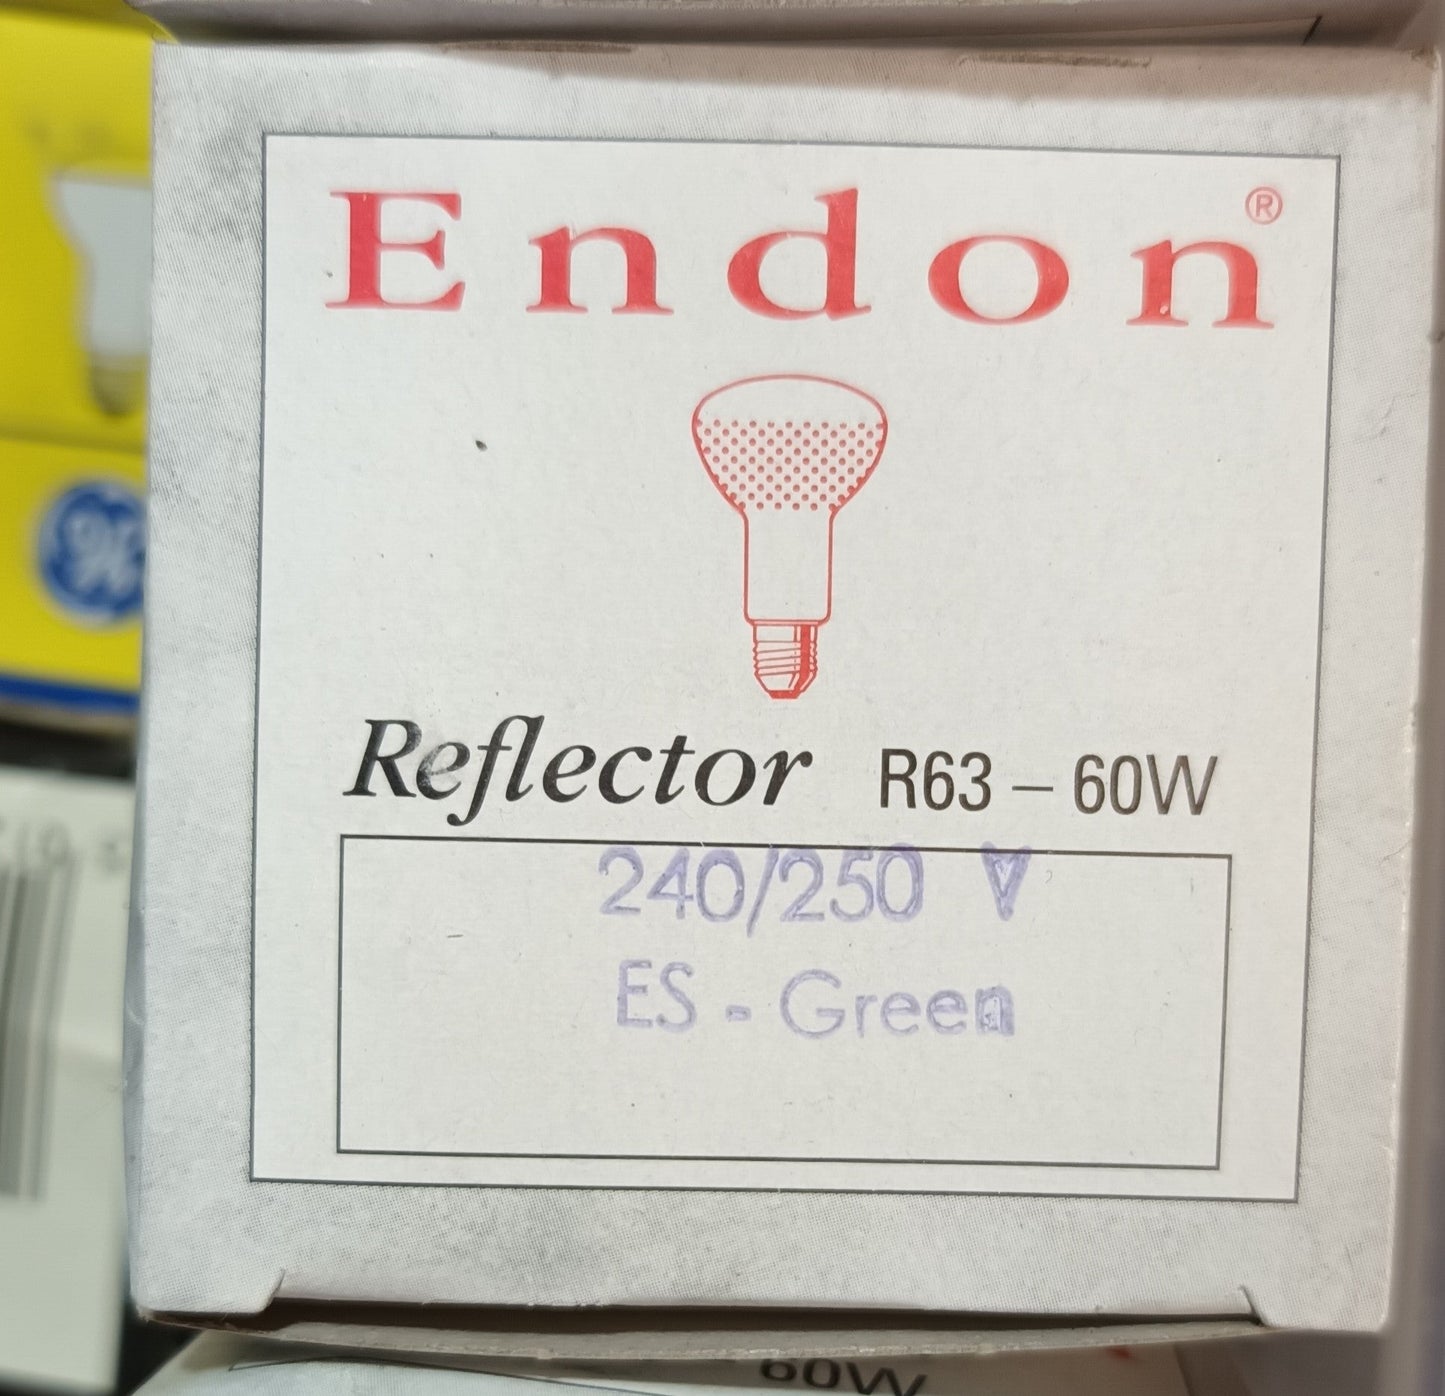 Endon®
Reflector R63 – 60W
240/250 V
ES - Green
60W